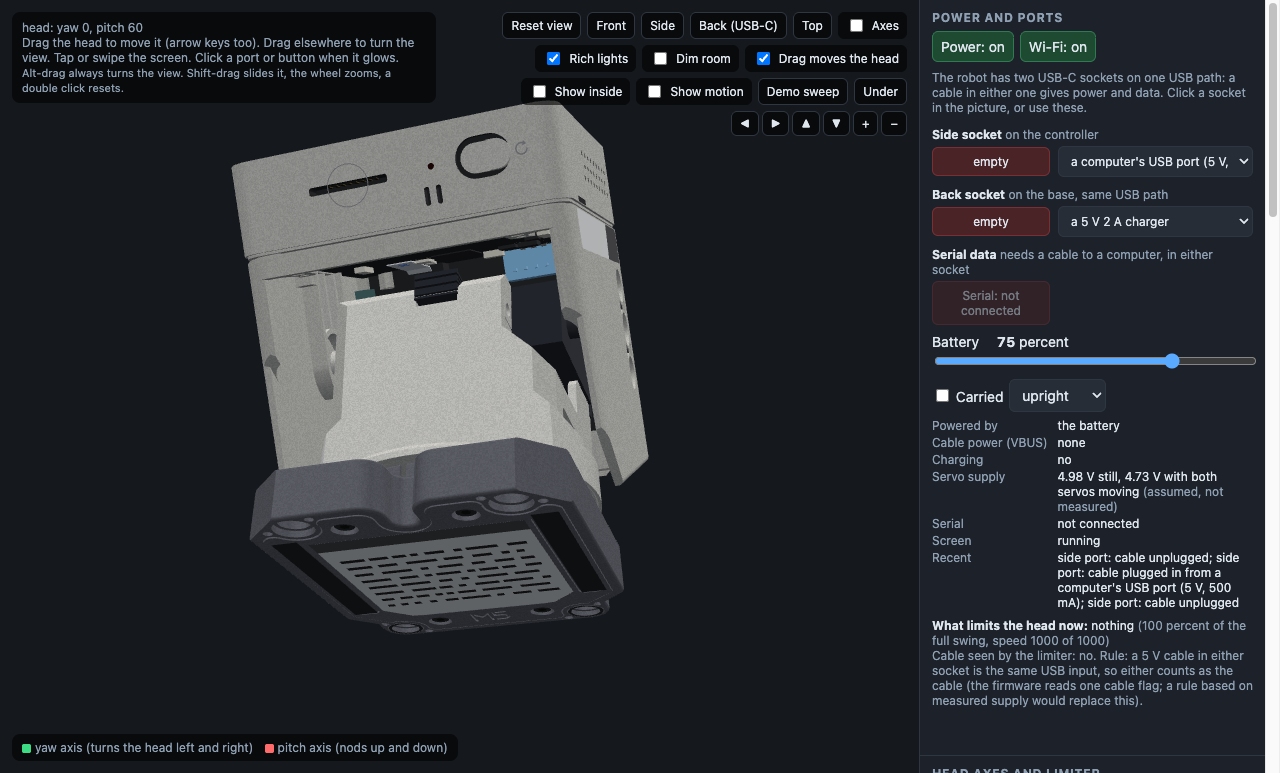 head: yaw 0, pitch 60
Drag the head to move it (arrow keys too). Drag elsewhere to turn the
view. Tap or swipe the screen. Click a port or button when it glows.
Alt-drag always turns the view. Shift-drag slides it, the wheel zooms, a
double click resets.
Reset view Front Side Back (USB-C) Top Axes
Rich lights Dim room Drag moves the head
Show inside Show motion Demo sweep Under
◀ ▶ ▲ ▼ + −
M5
yaw axis (turns the head left and right) pitch axis (nods up and down)
POWER AND PORTS
Power: on Wi-Fi: on
The robot has two USB-C sockets on one USB path: a
cable in either one gives power and data. Click a socket
in the picture, or use these.
Side socket on the controller
empty a computer's USB port (5 V,
Back socket on the base, same USB path
empty a 5 V 2 A charger
Serial data needs a cable to a computer, in either
socket
Serial: not
connected
Battery 75 percent
Carried upright
Powered by the battery
Cable power (VBUS) none
Charging no
Servo supply 4.98 V still, 4.73 V with both
servos moving (assumed, not
measured)
Serial not connected
Screen running
Recent side port: cable unplugged; side
port: cable plugged in from a
computer's USB port (5 V, 500
mA); side port: cable unplugged
What limits the head now: nothing (100 percent of the
full swing, speed 1000 of 1000)
Cable seen by the limiter: no. Rule: a 5 V cable in either
socket is the same USB input, so either counts as the
cable (the firmware reads one cable flag; a rule based on
measured supply would replace this).
HEAD AXES AND LIMITER